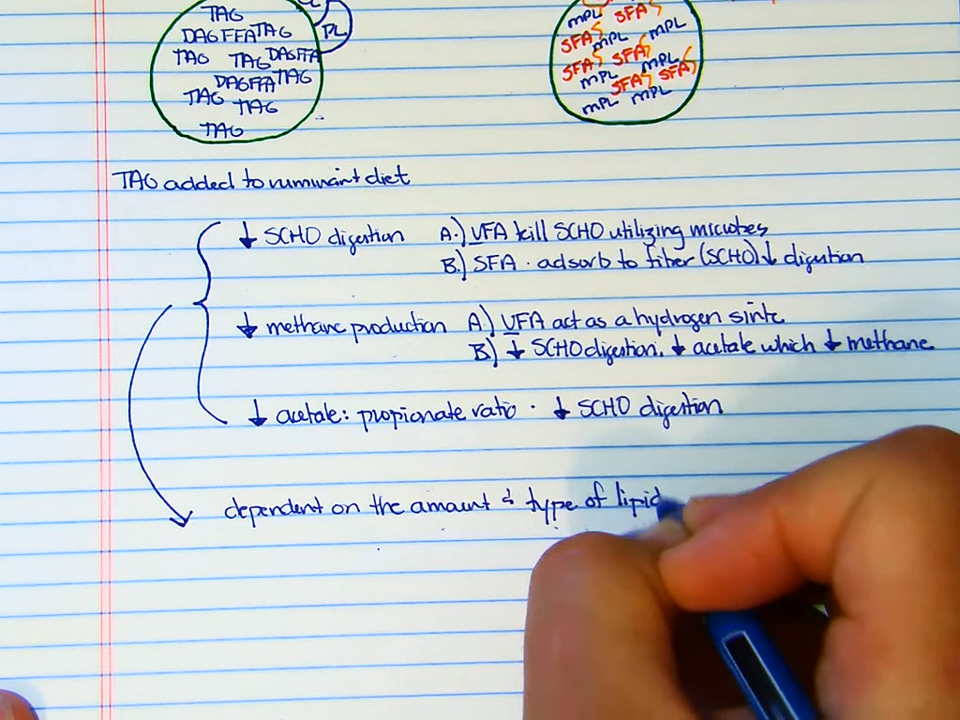 TAG
DAG FFA TAG PL
TAG TAG DAG FFA
DAG FFA TAG
TAG TAG
TAG
MPL SFA
SFA MPL MPL
SFA SFA MPL
MPL SFA SFA
MPL MPL
TAG added to ruminant diet
↓ SCHO digestion A.) UFA kill SCHO utilizing microbes
B.) SFA · adsorb to fiber (SCHO) ↓ digestion
↓ methane production A.) UFA act as a hydrogen sink
B.) ↓ SCHO digestion. ↓ acetate which ↓ methane
↓ acetate: propionate ratio · ↓ SCHO digestion
dependent on the amount & type of lipid